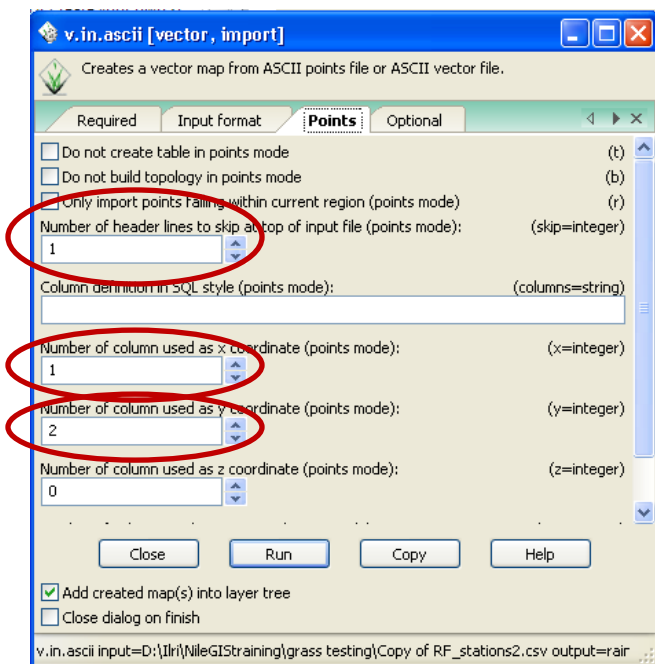 v.in.ascii [vector, import]
Creates a vector map from ASCII points file or ASCII vector file.
Required Input format Points Optional
Do not create table in points mode (t)
Do not build topology in points mode (b)
Only import points falling within current region (points mode) (r)
Number of header lines to skip at top of input file (points mode): (skip=integer)
1
Column definition in SQL style (points mode): (columns=string)
Number of column used as x coordinate (points mode): (x=integer)
1
Number of column used as y coordinate (points mode): (y=integer)
2
Number of column used as z coordinate (points mode): (z=integer)
0
Close Run Copy Help
Add created map(s) into layer tree
Close dialog on finish
v.in.ascii input=D:\Ilri\NileGIStraining\grass testing\Copy of RF_stations2.csv output=rair